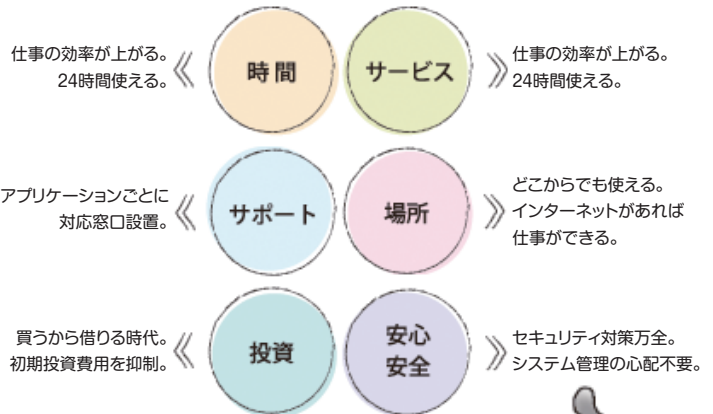 仕事の効率が上がる。
24時間使える。
時間
サービス
仕事の効率が上がる。
24時間使える。
アプリケーションごとに
対応窓口設置。
サポート
場所
どこからでも使える。
インターネットがあれば
仕事ができる。
買うから借りる時代。
初期投資費用を抑制。
投資
安心
安全
セキュリティ対策万全。
システム管理の心配不要。